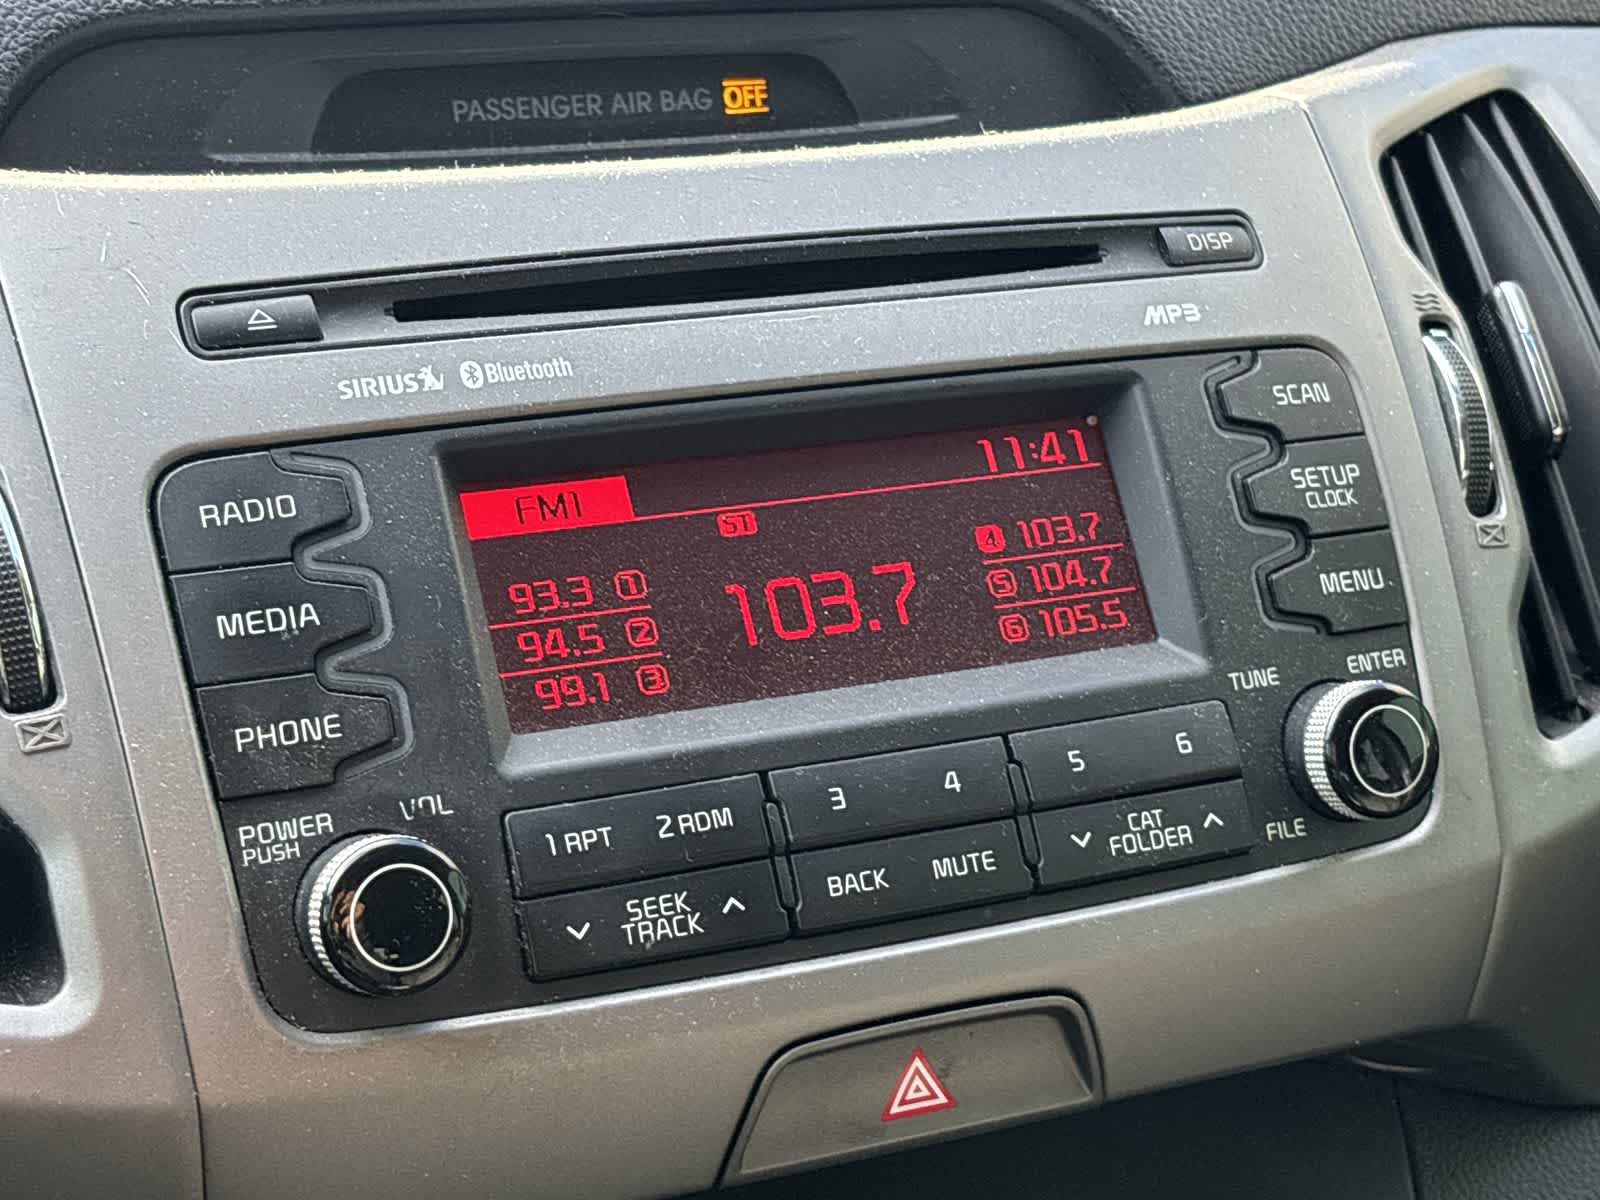 PASSENGER AIR BAG OFF
DISP
MP3
SIRIUS Bluetooth
SCAN
RADIO
FM1
11:41
SETUP
CLOCK
ST
93.3 1
94.5 2
99.1 3
103.7
4 103.7
5 104.7
6 105.5
MEDIA
MENU
PHONE
TUNE
ENTER
POWER
PUSH
VOL
1 RPT
2 RDM
3
4
5
6
SEEK
TRACK
BACK
MUTE
CAT
FOLDER
FILE